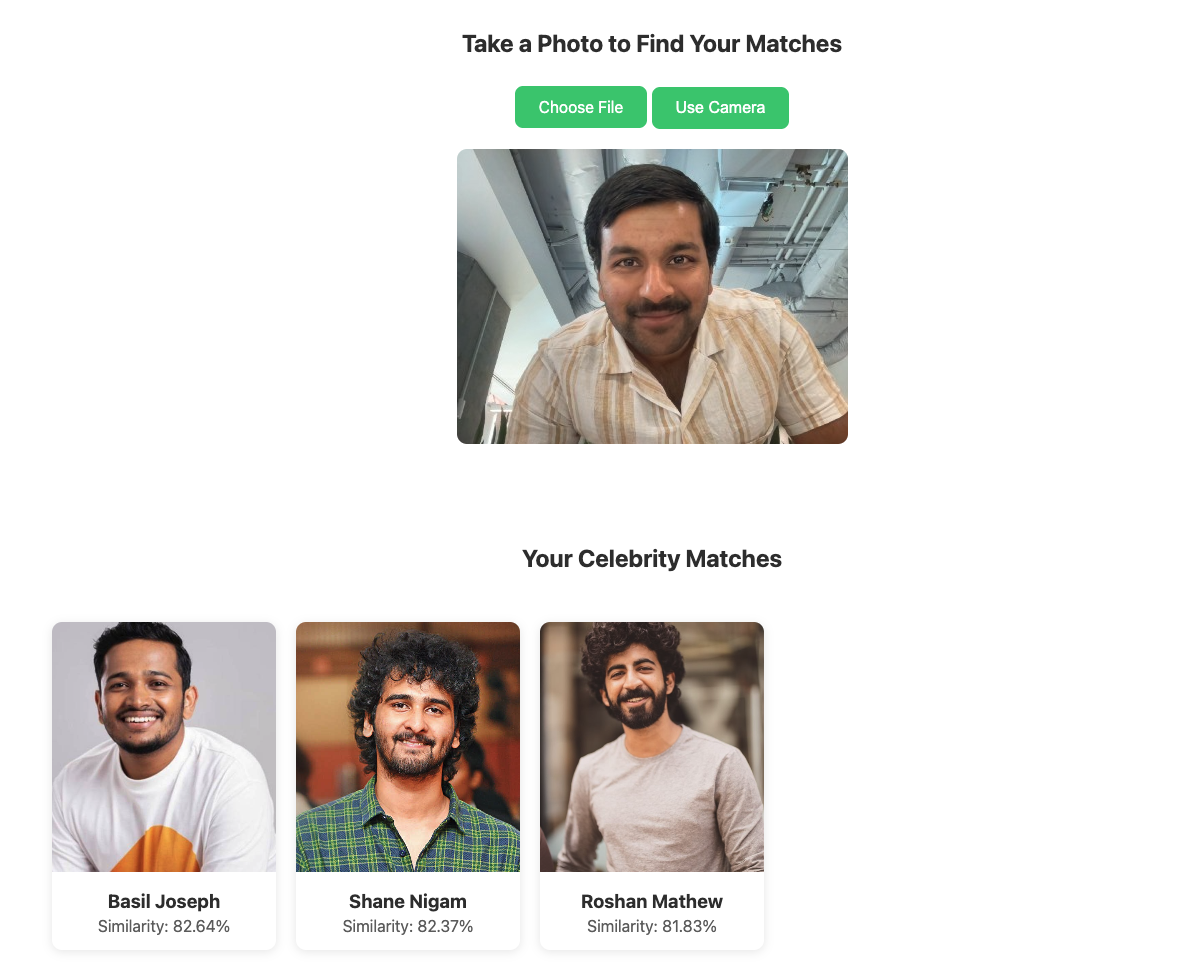 Take a Photo to Find Your Matches
Choose File Use Camera
Your Celebrity Matches
Basil Joseph
Similarity: 82.64%
Shane Nigam
Similarity: 82.37%
Roshan Mathew
Similarity: 81.83%